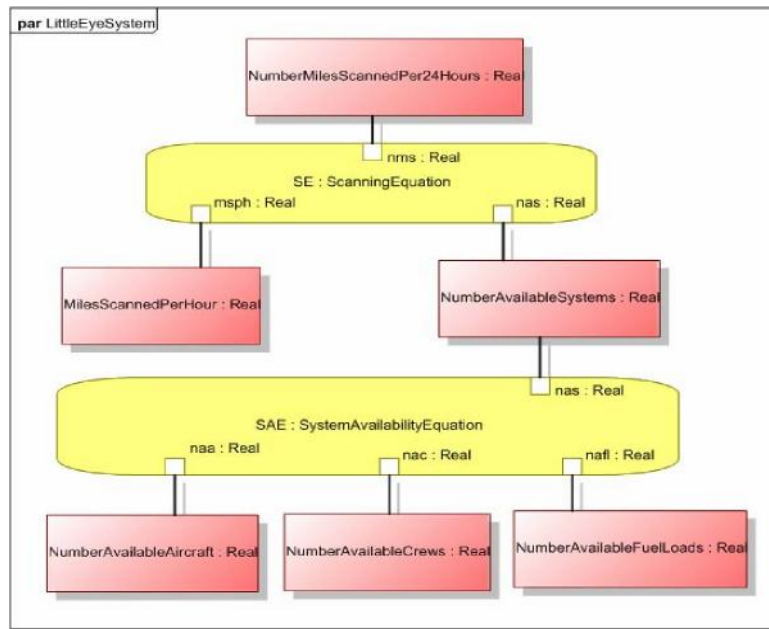 par LittleEyeSystem
NumberMilesScannedPer24Hours : Real
nms : Real
SE : ScanningEquation
msph : Real
nas : Real
MilesScannedPerHour : Real
NumberAvailableSystems : Real
nas : Real
SAE : SystemAvailabilityEquation
naa : Real
nac : Real
nafl : Real
NumberAvailableAircraft : Real
NumberAvailableCrews : Real
NumberAvailableFuelLoads : Real